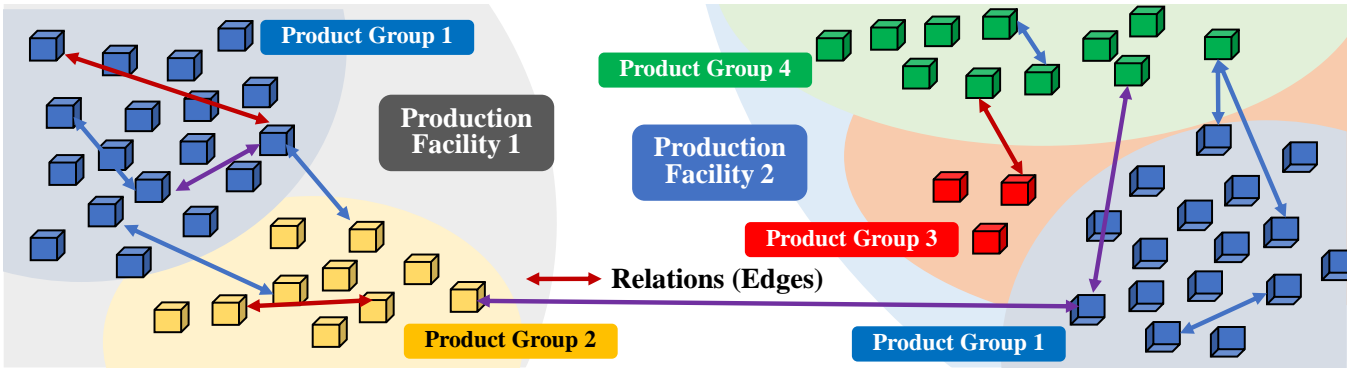 Product Group 1
Product Group 4
Production
Facility 1
Production
Facility 2
Product Group 3
Relations (Edges)
Product Group 2
Product Group 1